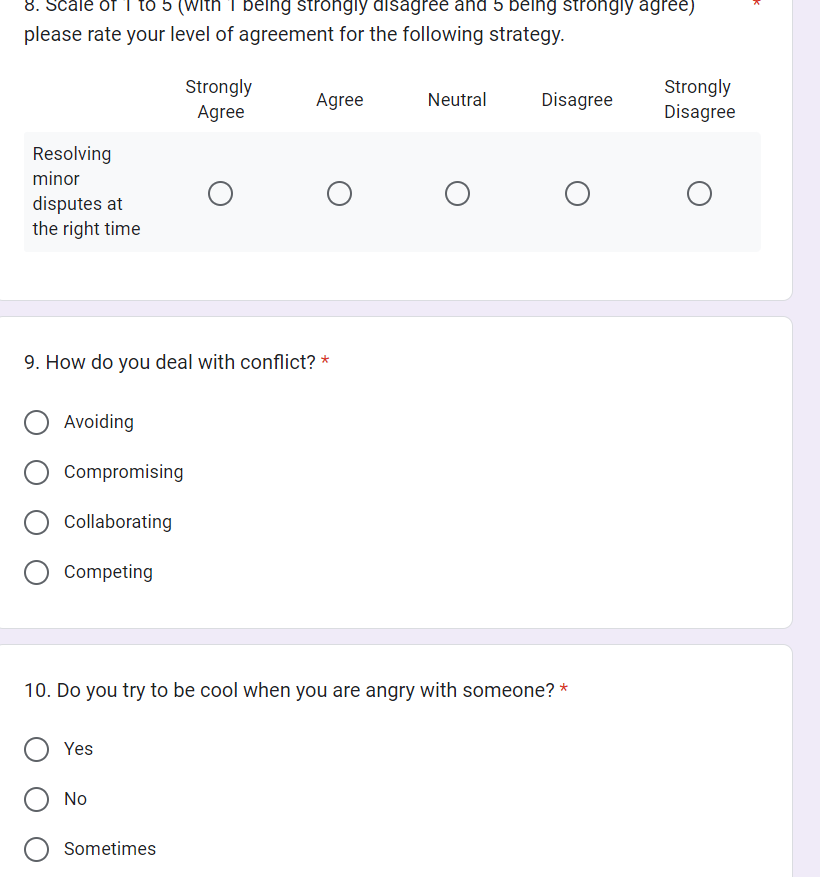 8. Scale of 1 to 5 (with 1 being strongly disagree and 5 being strongly agree) *
please rate your level of agreement for the following strategy.
Strongly Agree
Agree
Neutral
Disagree
Strongly Disagree
Resolving
minor
disputes at
the right time
9. How do you deal with conflict? *
Avoiding
Compromising
Collaborating
Competing
10. Do you try to be cool when you are angry with someone? *
Yes
No
Sometimes